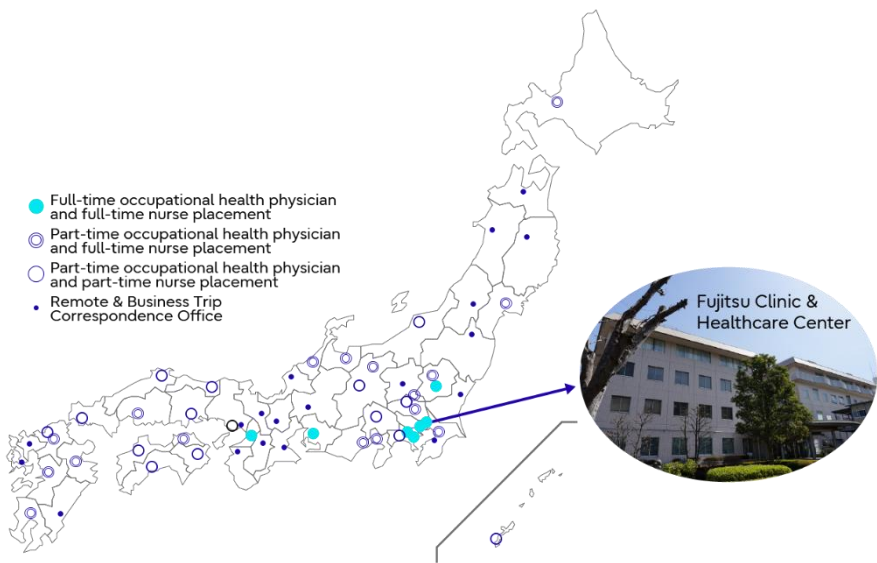 Full-time occupational health physician
and full-time nurse placement
Part-time occupational health physician
and full-time nurse placement
Part-time occupational health physician
and part-time nurse placement
Remote & Business Trip
Correspondence Office
Fujitsu Clinic &
Healthcare Center